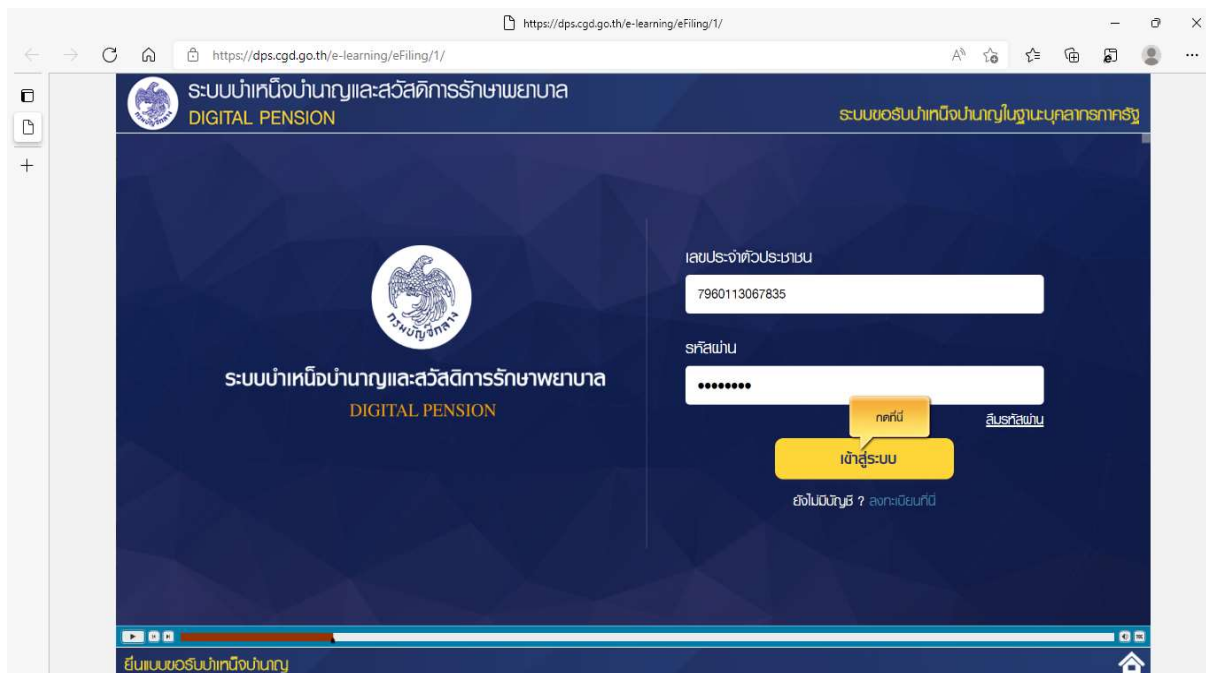 https://dps.cgd.go.th/e-learning/eFiling/1/
https://dps.cgd.go.th/e-learning/eFiling/1/
ระบบบำเหน็จบำนาญและสวัสดิการรักษาพยาบาล
DIGITAL PENSION
ระบบขอรับบำเหน็จบำนาญในฐานะบุคลากรภาครัฐ
เลขประจำตัวประชาชน
7960113067835
กรมบัญชีกลาง
รหัสผ่าน
ระบบบำเหน็จบำนาญและสวัสดิการรักษาพยาบาล
DIGITAL PENSION
กดที่นี่
ลืมรหัสผ่าน
เข้าสู่ระบบ
ยังไม่มีบัญชี ? ลงทะเบียนที่นี่
ยื่นแบบขอรับบำเหน็จบำนาญ